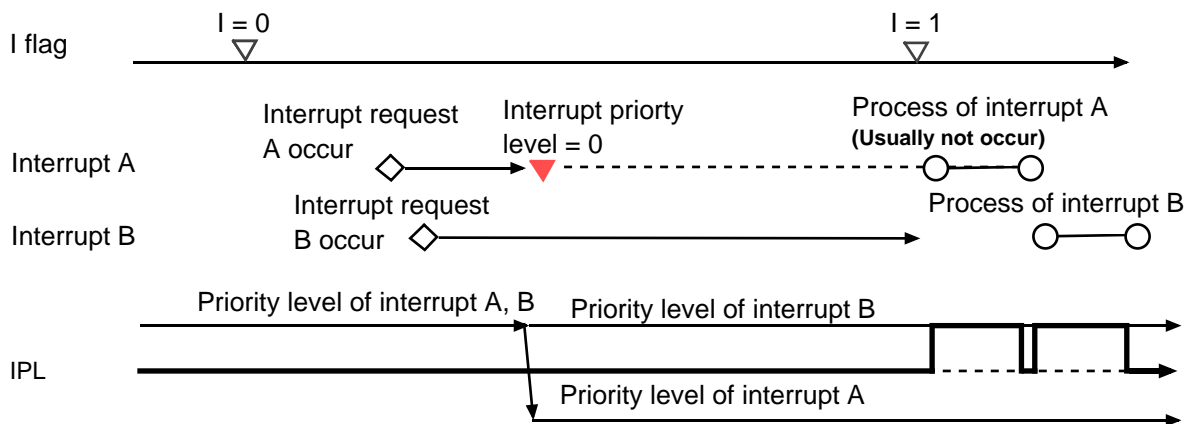 I = 0
I = 1
I flag
Interrupt request
A occur
Interrupt priorty
level = 0
Process of interrupt A
(Usually not occur)
Interrupt A
Interrupt request
B occur
Process of interrupt B
Interrupt B
Priority level of interrupt A, B
Priority level of interrupt B
IPL
Priority level of interrupt A